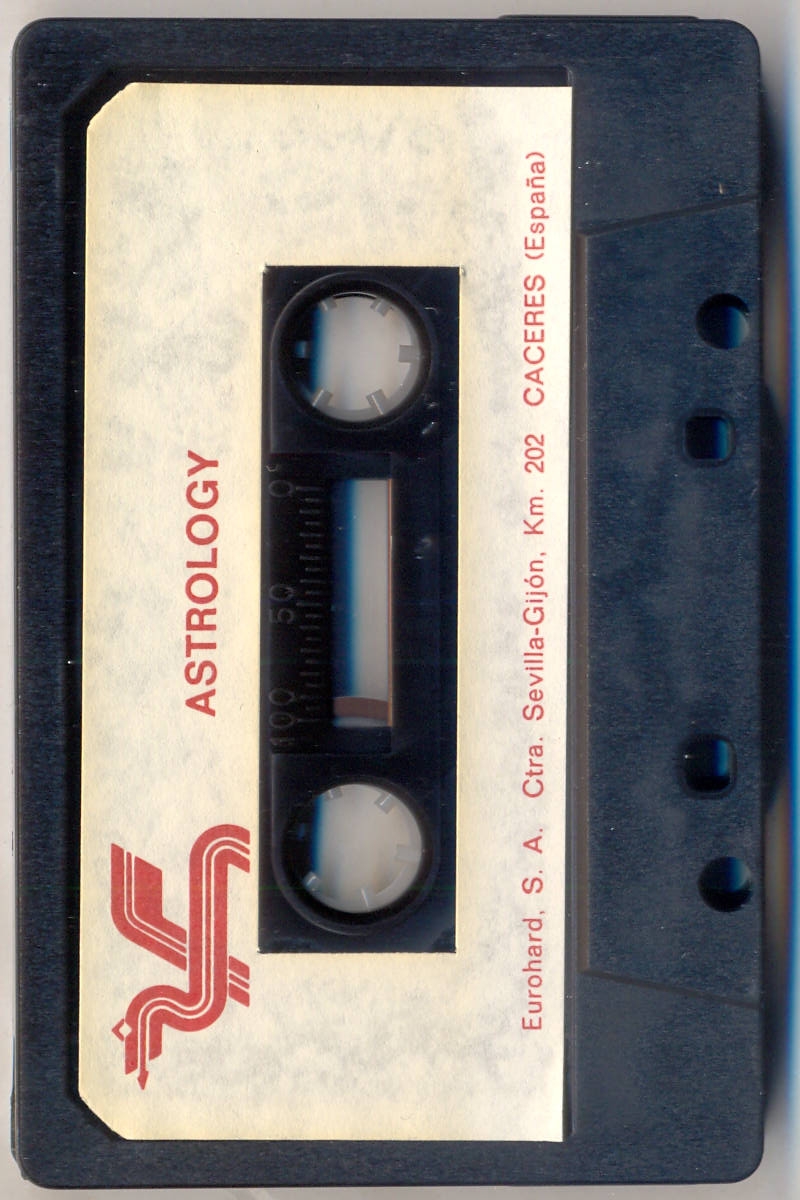 ASTROLOGY
100 50 0
Eurohard, S. A. Ctra. Sevilla-Gijón, Km. 202 CACERES (España)